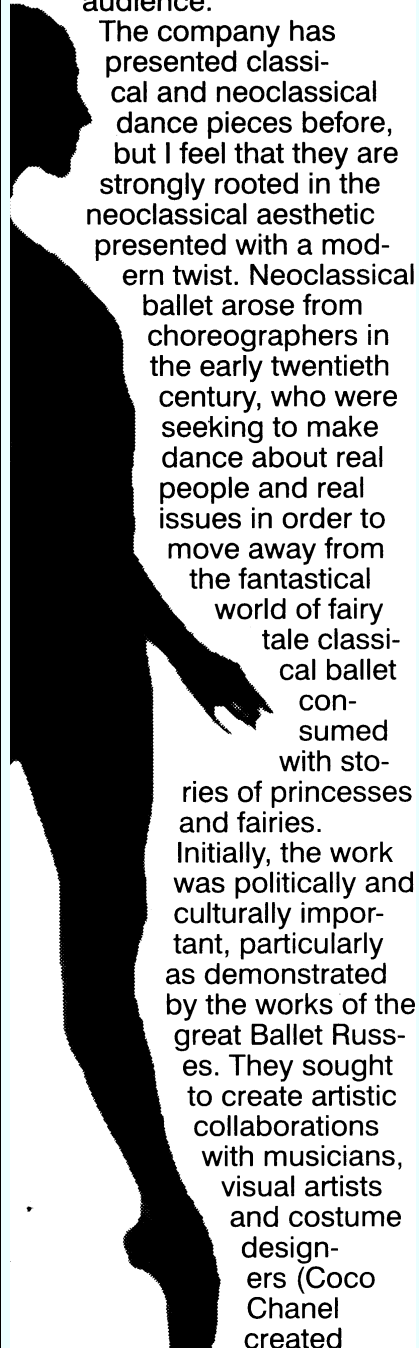 audience.
The company has
presented classi-
cal and neoclassical
dance pieces before,
but I feel that they are
strongly rooted in the
neoclassical aesthetic
presented with a mod-
ern twist. Neoclassical
ballet arose from
choreographers in
the early twentieth
century, who were
seeking to make
dance about real
people and real
issues in order to
move away from
the fantastical
world of fairy
tale classi-
cal ballet
con-
sumed
with sto-
ries of princesses
and fairies.
Initially, the work
was politically and
culturally impor-
tant, particularly
as demonstrated
by the works of the
great Ballet Russ-
es. They sought
to create artistic
collaborations
with musicians,
visual artists
and costume
design-
ers (Coco
Chanel
created